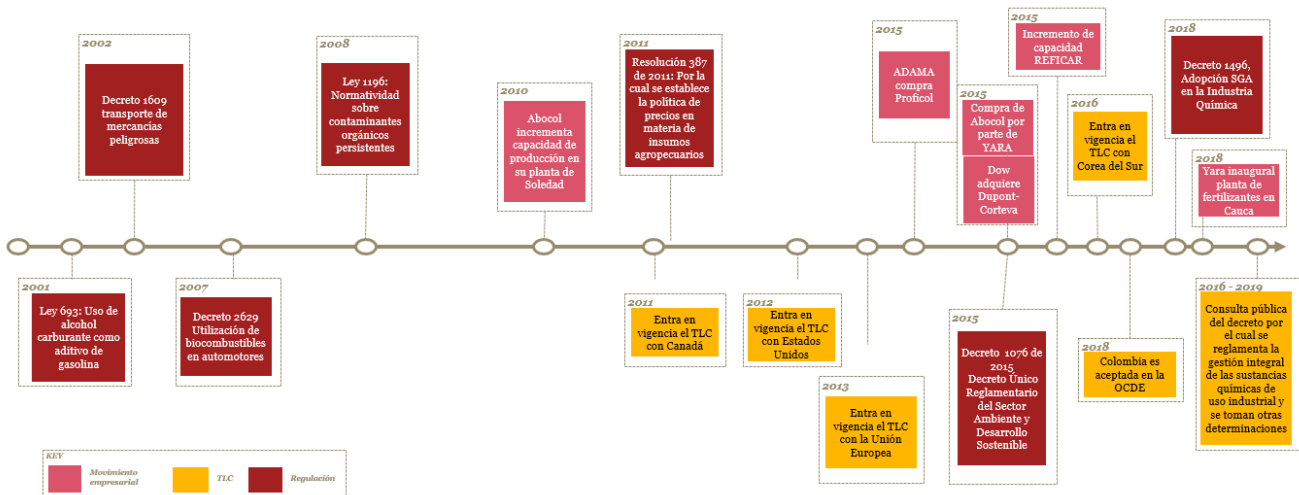 2002
Decreto 1609
transporte de
mercancías
peligrosas
2008
Ley 1196:
Normatividad
sobre
contaminantes
orgánicos
persistentes
2010
Abocol
incrementa
capacidad de
producción en
su planta de
Soledad
2011
Resolución 387
de 2011: Por la
cual se establece
la política de
precios en
materia de
insumos
agropecuarios
2015
ADAMA
compra
Proficol
2015
Compra de
Abocol por
parte de
YARA
Dow
adquiere
Dupont-
Corteva
2015
Incremento de
capacidad
REFICAR
2016
Entra en
vigencia el
TLC con
Corea del Sur
2018
Decreto 1496,
Adopción SGA
en la Industria
Química
2018
Yara inaugural
planta de
fertilizantes en
Cauca
2001
Ley 693: Uso de
alcohol
carburante como
aditivo de
gasolina
2007
Decreto 2629
Utilización de
biocombustibles
en automotores
2011
Entra en
vigencia el TLC
con Canadá
2012
Entra en
vigencia el TLC
con Estados
Unidos
2013
Entra en
vigencia el TLC
con la Unión
Europea
2015
Decreto 1076 de
2015
Decreto Único
Reglamentario
del Sector
Ambiente y
Desarrollo
Sostenible
2018
Colombia es
aceptada en la
OCDE
2016 - 2019
Consulta pública
del decreto por
el cual se
reglamenta la
gestión integral
de las sustancias
químicas de
uso industrial y
se toman otras
determinaciones
KEY
Movimiento
empresarial
TLC
Regulación